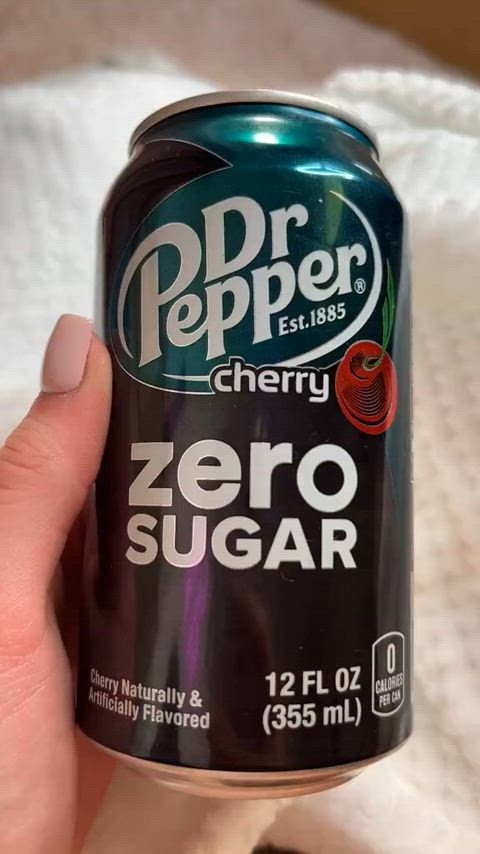 Dr
Pepper®
Est.1885
cherry
zero
SUGAR
Cherry Naturally &
Artificially Flavored
12 FL OZ
(355 mL)
0
CALORIES
PER CAN